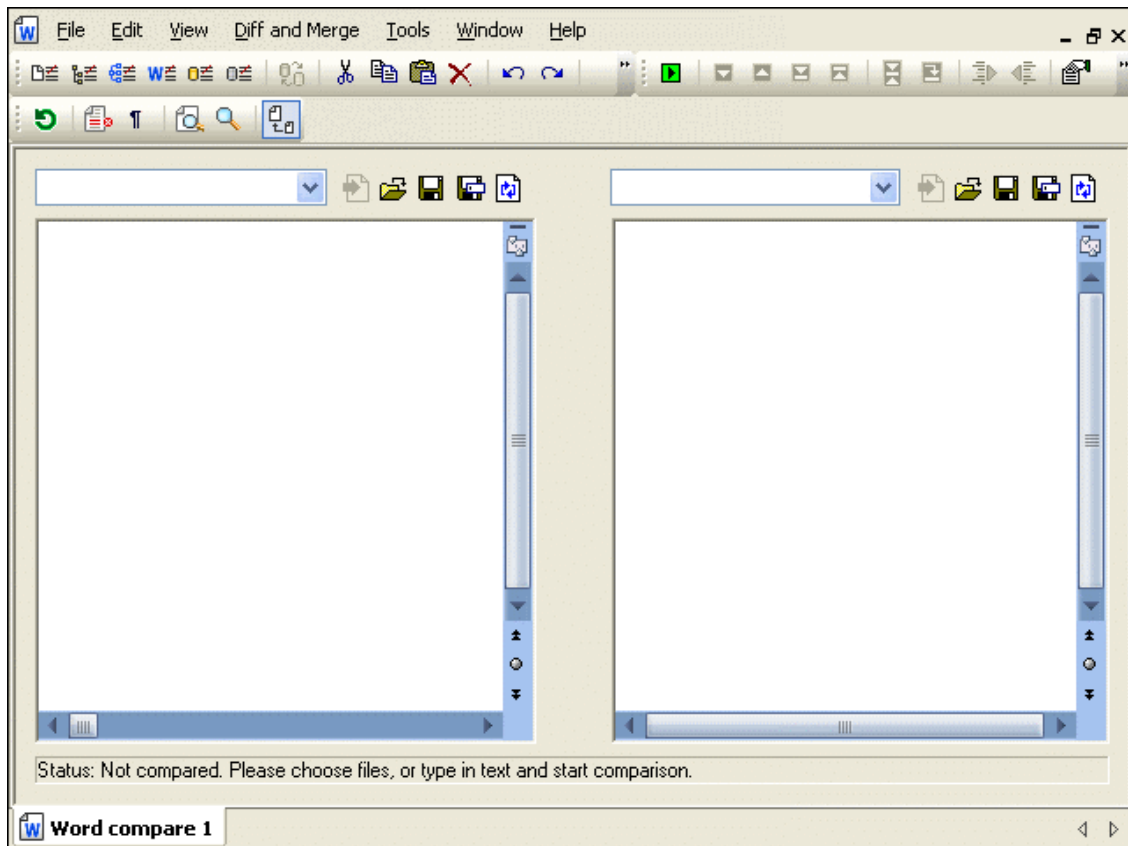 File Edit View Diff and Merge Tools Window Help
Status: Not compared. Please choose files, or type in text and start comparison.
Word compare 1